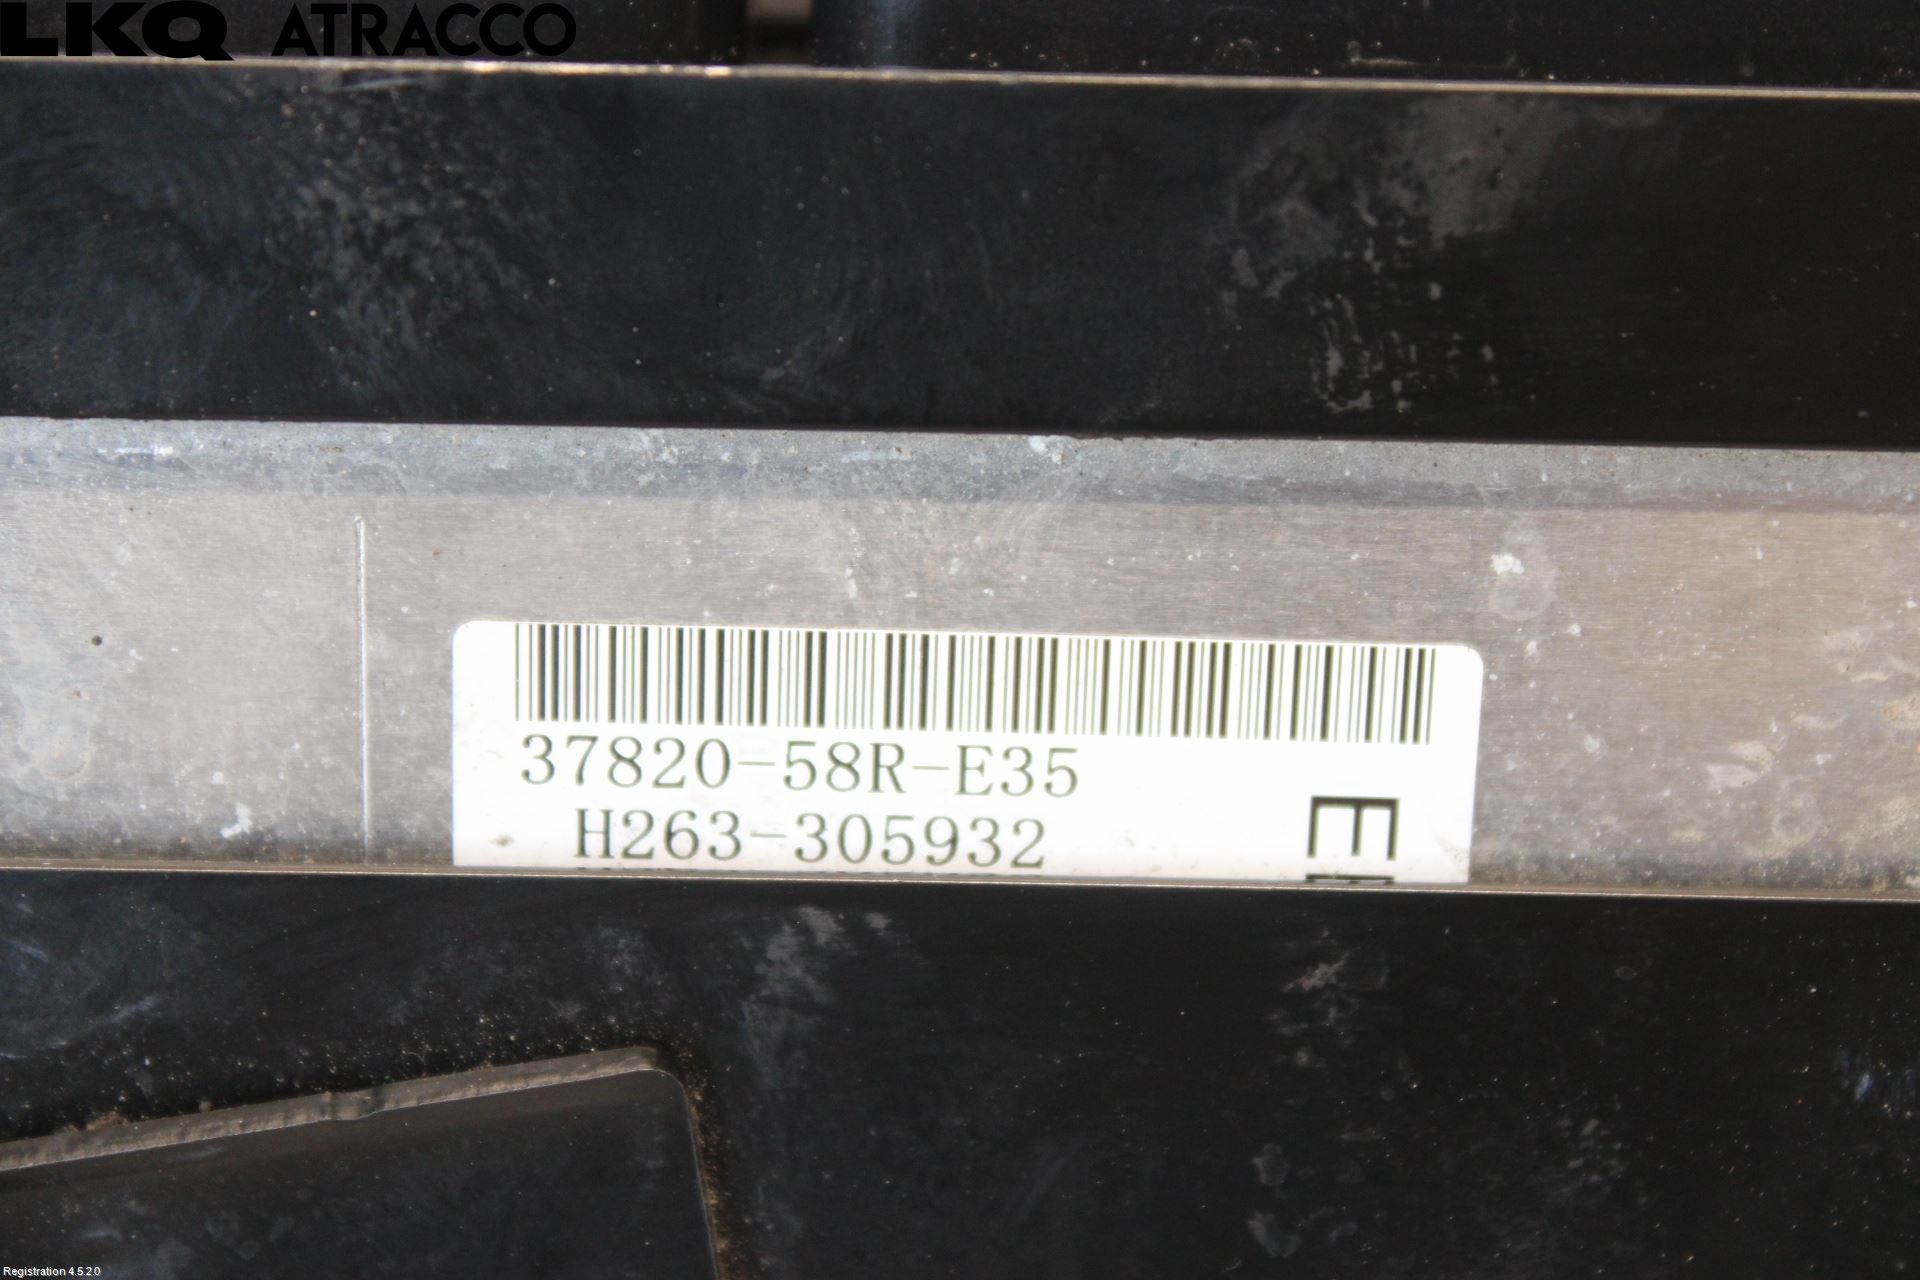 LKQ ATRACCO
37820-58R-E35
H263-305932
E
Registration 4.5.2.0